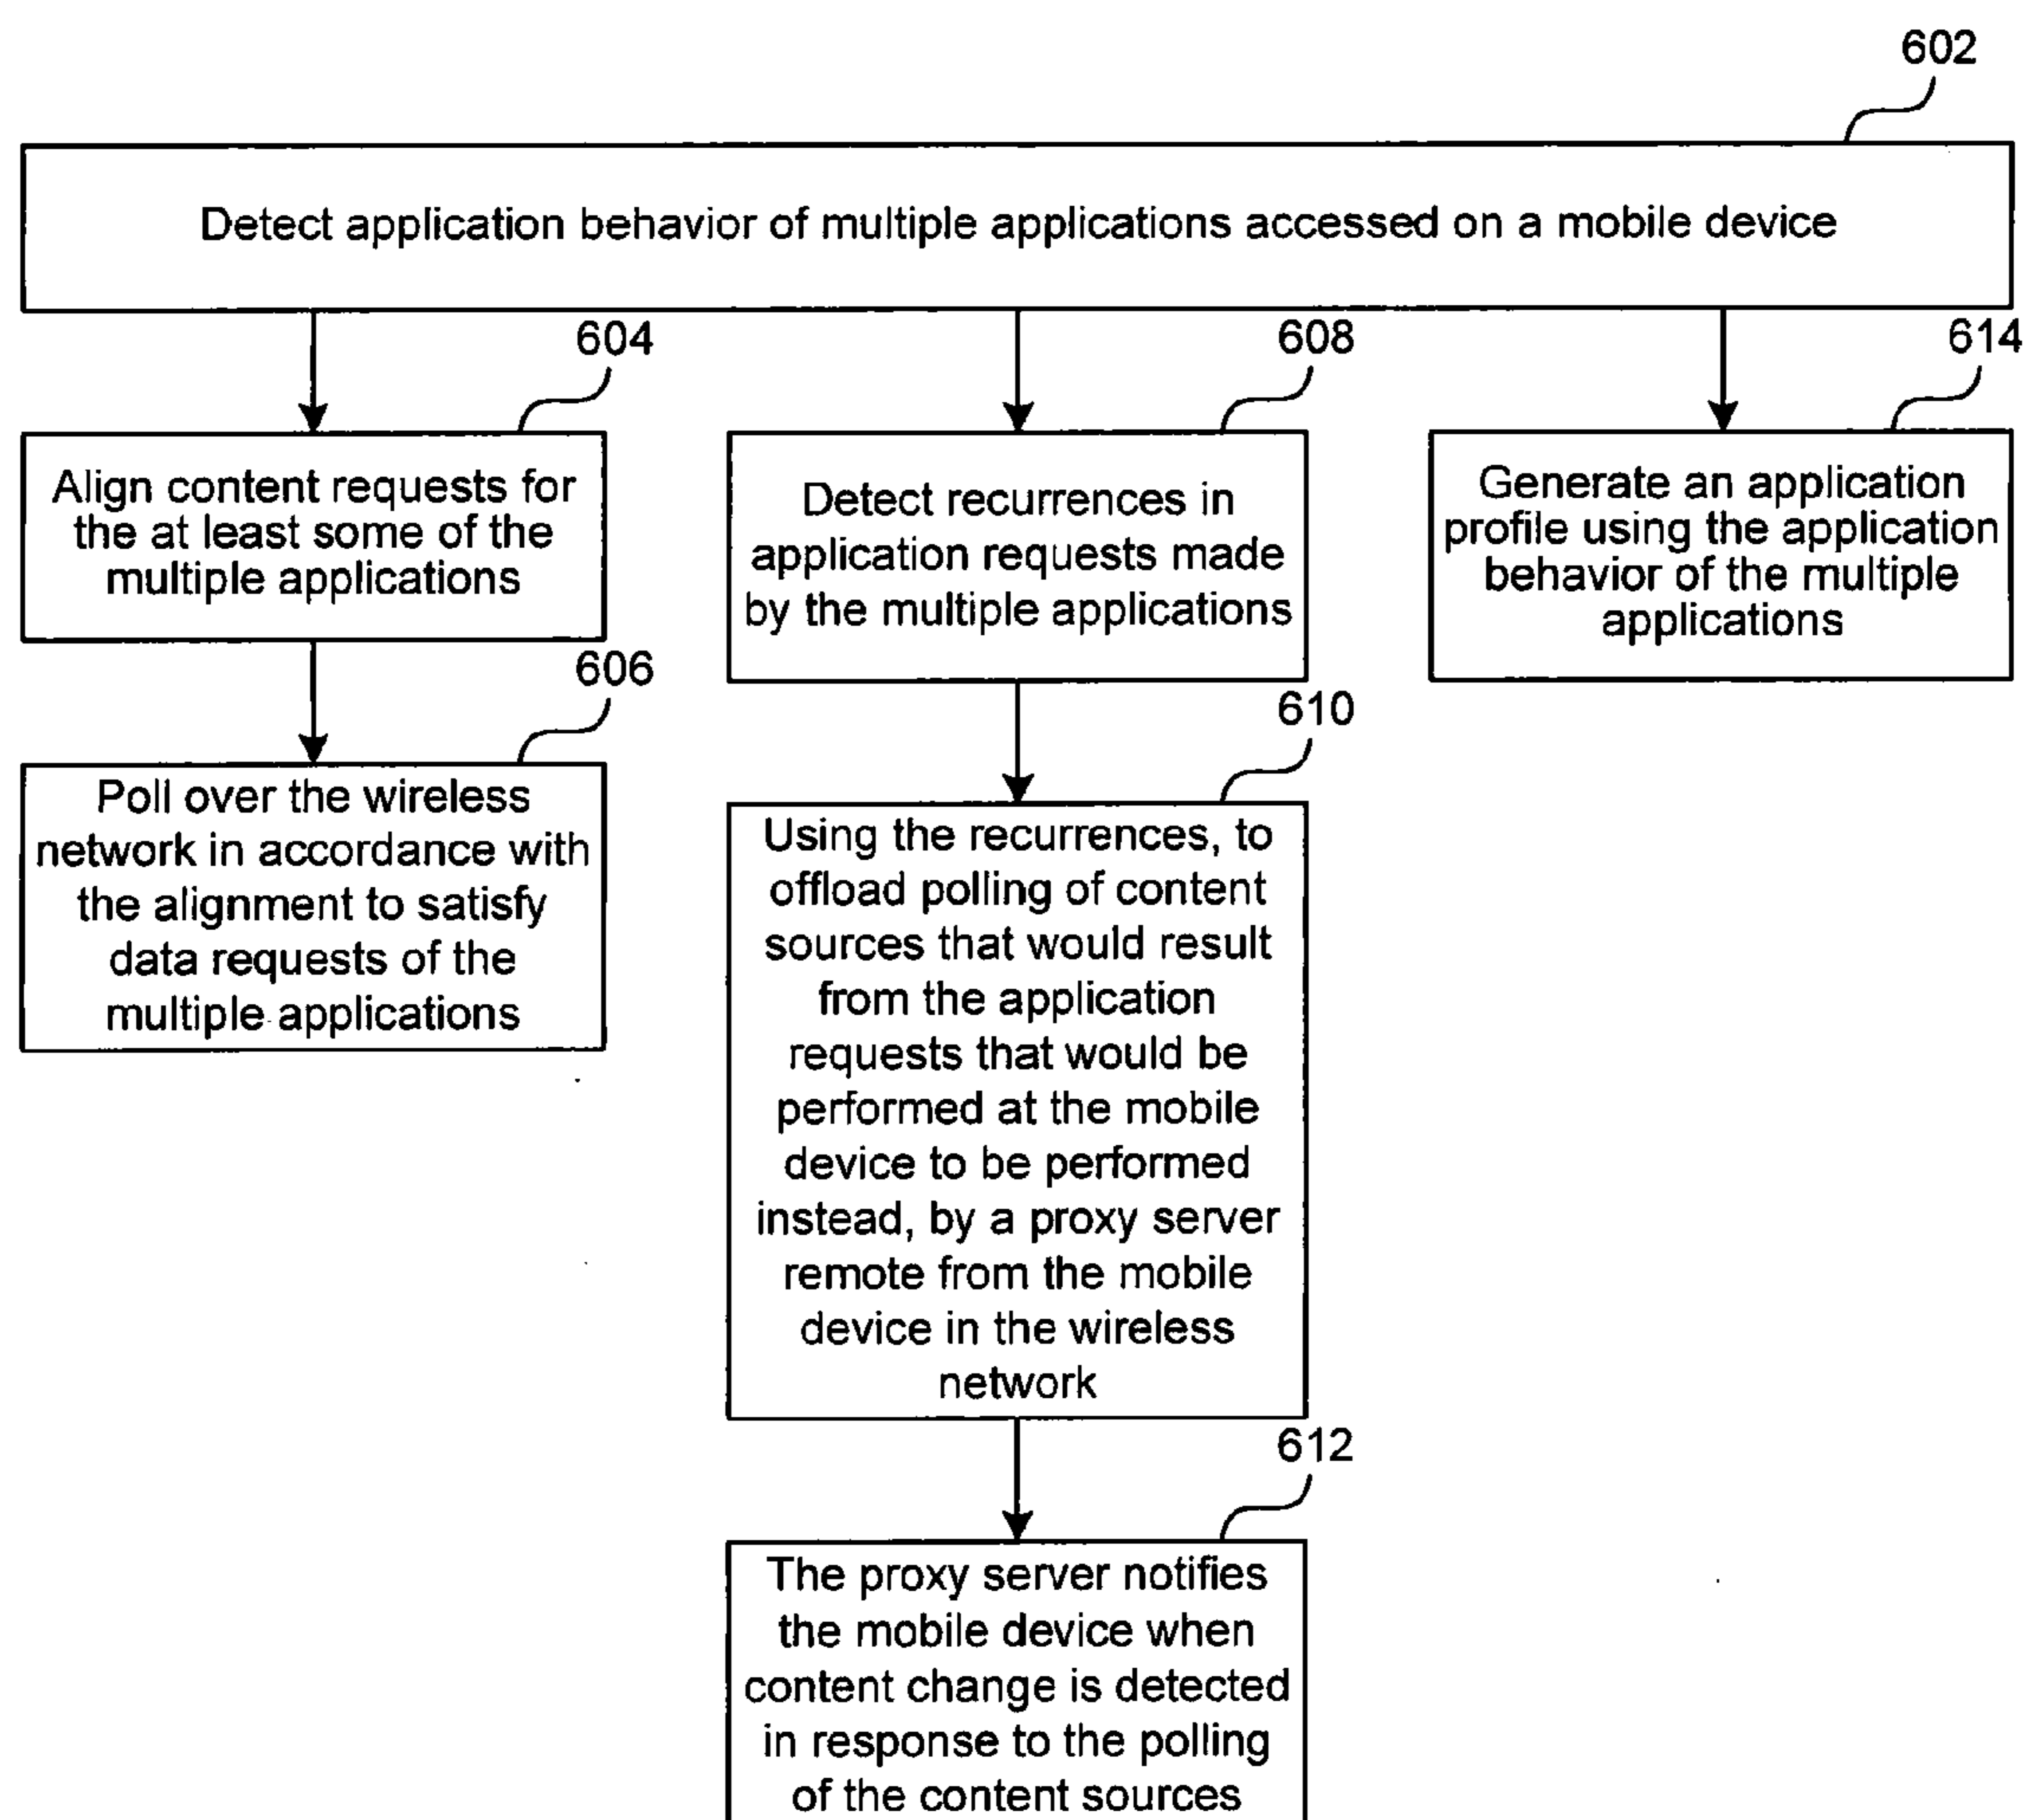 602
Detect application behavior of multiple applications accessed on a mobile device
604
Align content requests for
the at least some of the
multiple applications
606
Poll over the wireless
network in accordance with
the alignment to satisfy
data requests of the
multiple applications
608
Detect recurrences in
application requests made
by the multiple applications
610
Using the recurrences, to
offload polling of content
sources that would result
from the application
requests that would be
performed at the mobile
device to be performed
instead, by a proxy server
remote from the mobile
device in the wireless
network
612
The proxy server notifies
the mobile device when
content change is detected
in response to the polling
of the content sources
614
Generate an application
profile using the application
behavior of the multiple
applications